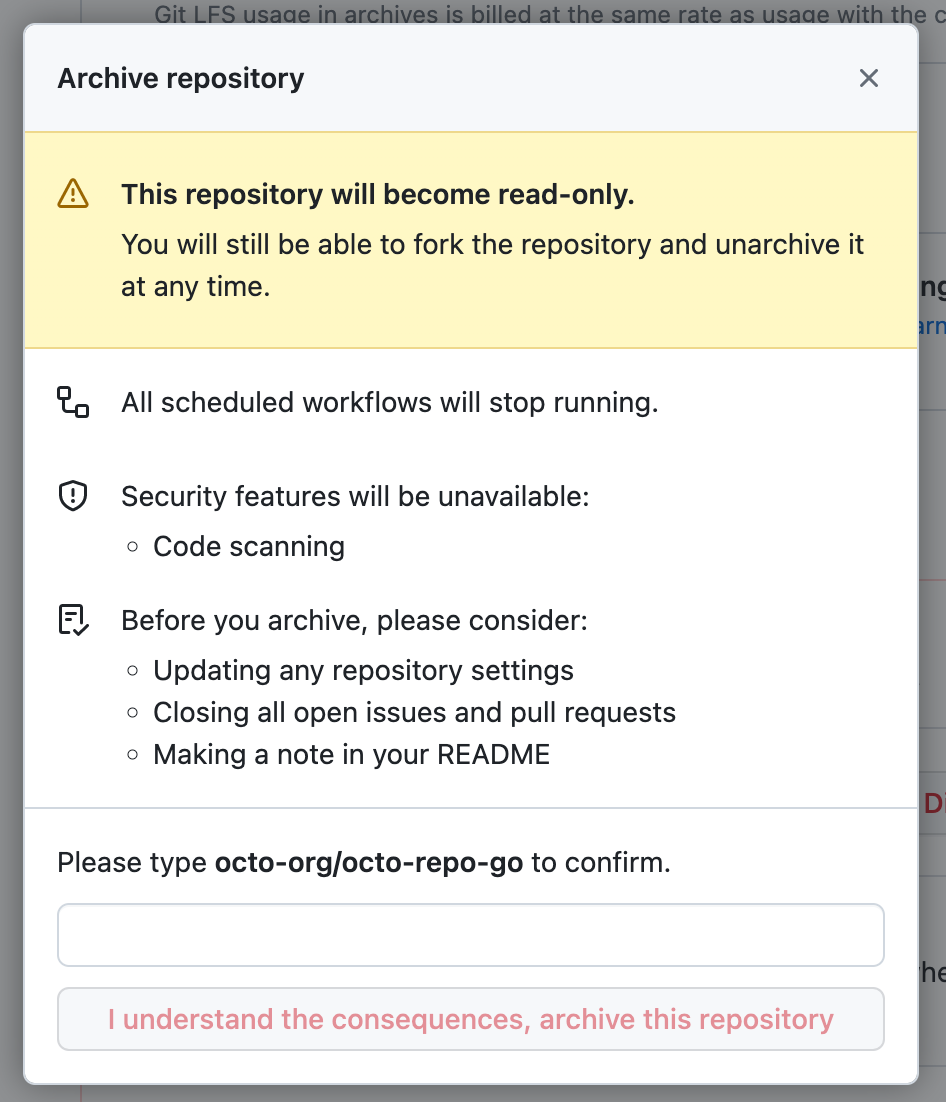 Git LFS usage in archives is billed at the same rate as usage with the c
Archive repository
This repository will become read-only.
You will still be able to fork the repository and unarchive it
at any time.
All scheduled workflows will stop running.
Security features will be unavailable:
Code scanning
Before you archive, please consider:
Updating any repository settings
Closing all open issues and pull requests
Making a note in your README
Please type octo-org/octo-repo-go to confirm.
I understand the consequences, archive this repository